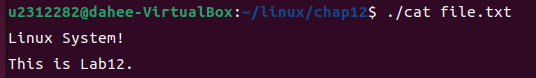 u2312282@dahee-VirtualBox:~/linux/chap12$ ./cat file.txt
Linux System!
This is Lab12.